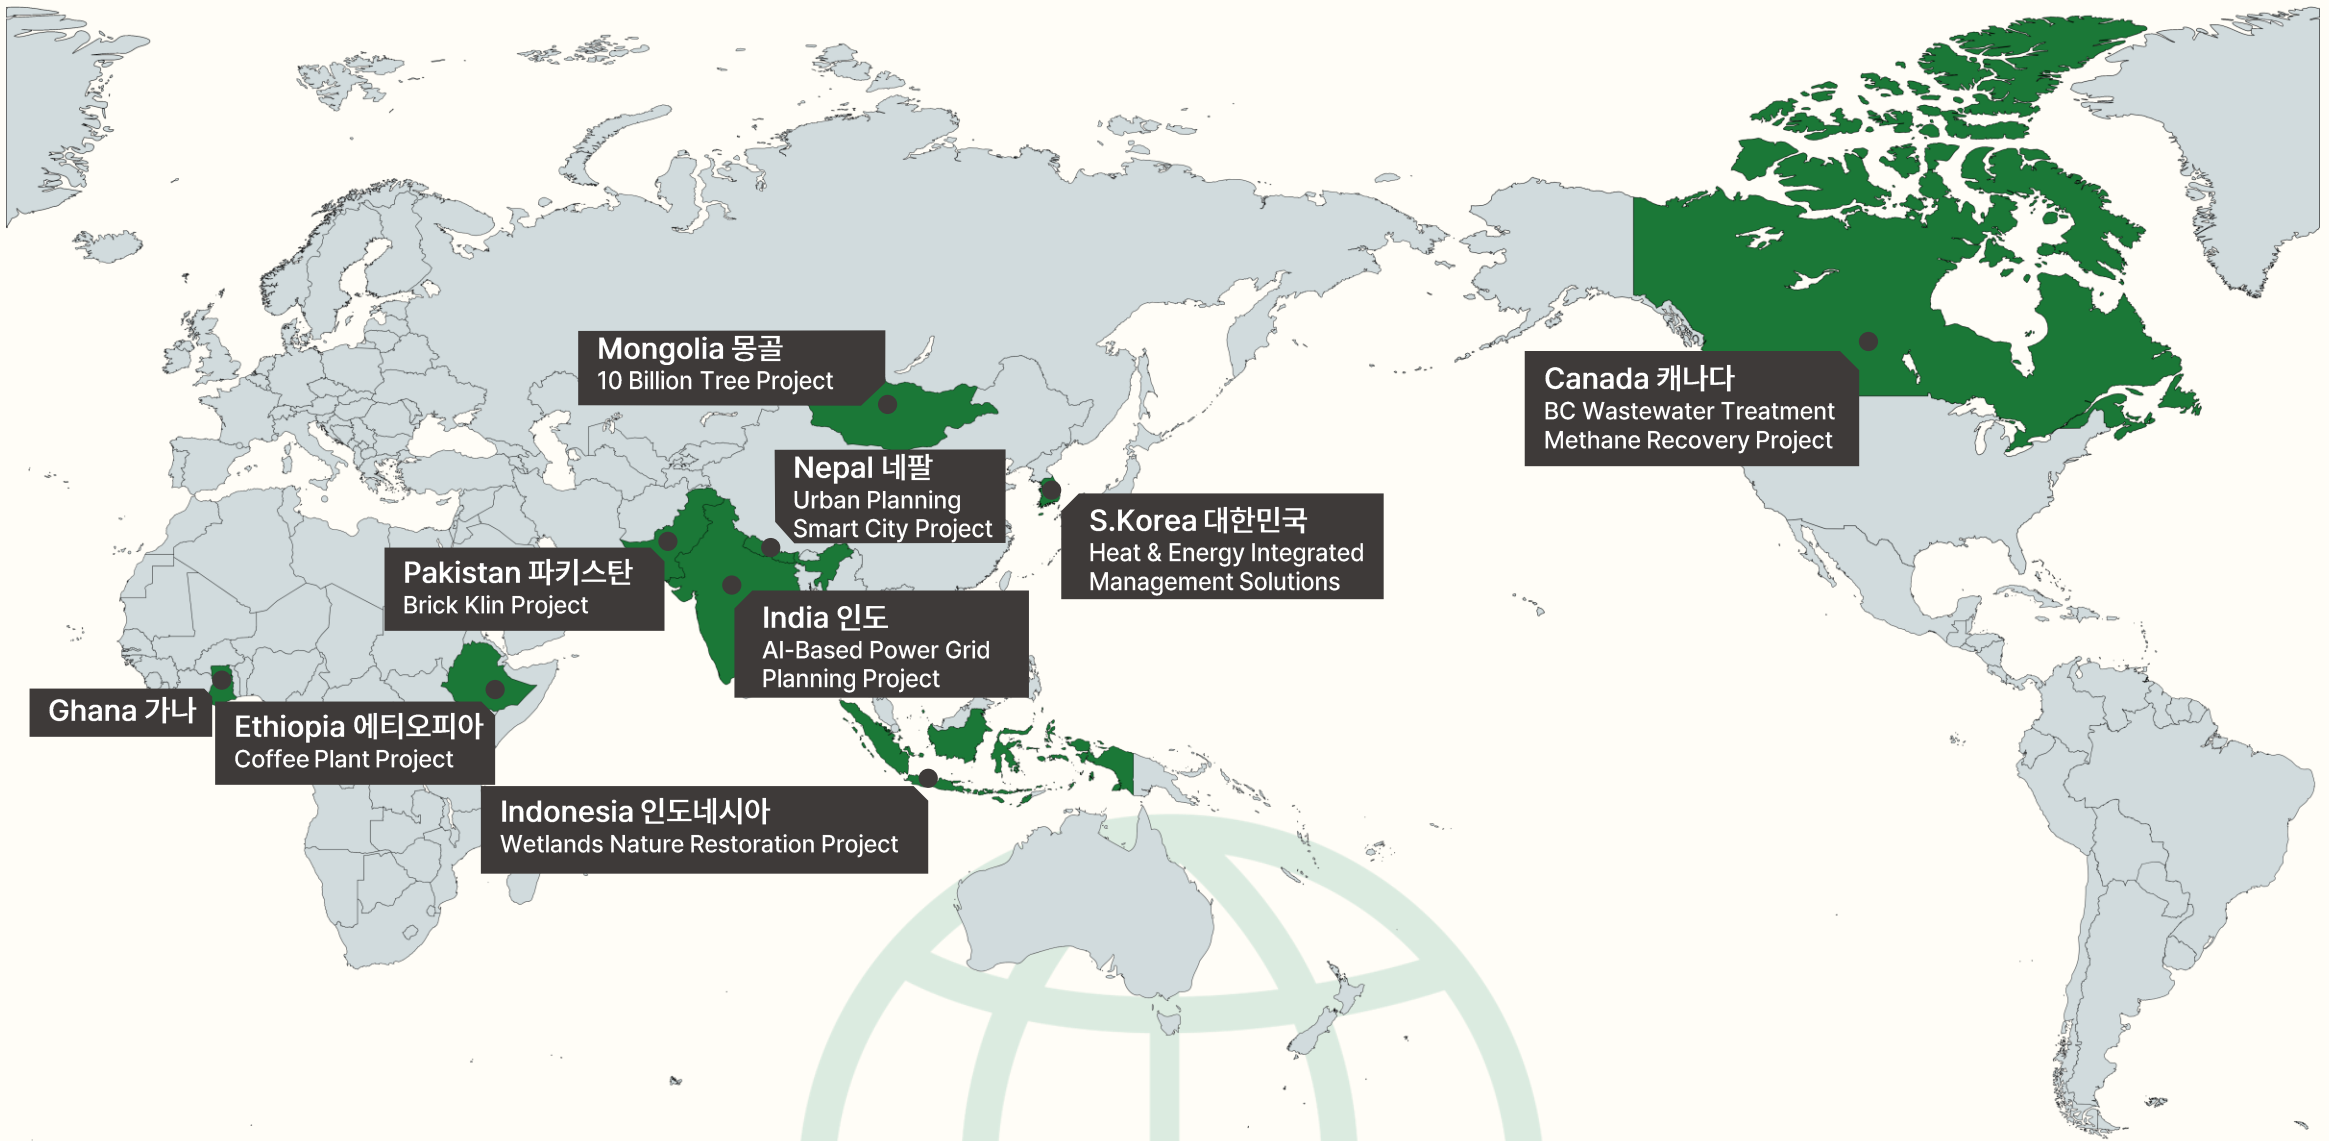 Mongolia 몽골
10 Billion Tree Project
Canada 캐나다
BC Wastewater Treatment
Methane Recovery Project
Nepal 네팔
Urban Planning
Smart City Project
S.Korea 대한민국
Heat & Energy Integrated
Management Solutions
Pakistan 파키스탄
Brick Klin Project
India 인도
AI-Based Power Grid
Planning Project
Ghana 가나
Ethiopia 에티오피아
Coffee Plant Project
Indonesia 인도네시아
Wetlands Nature Restoration Project